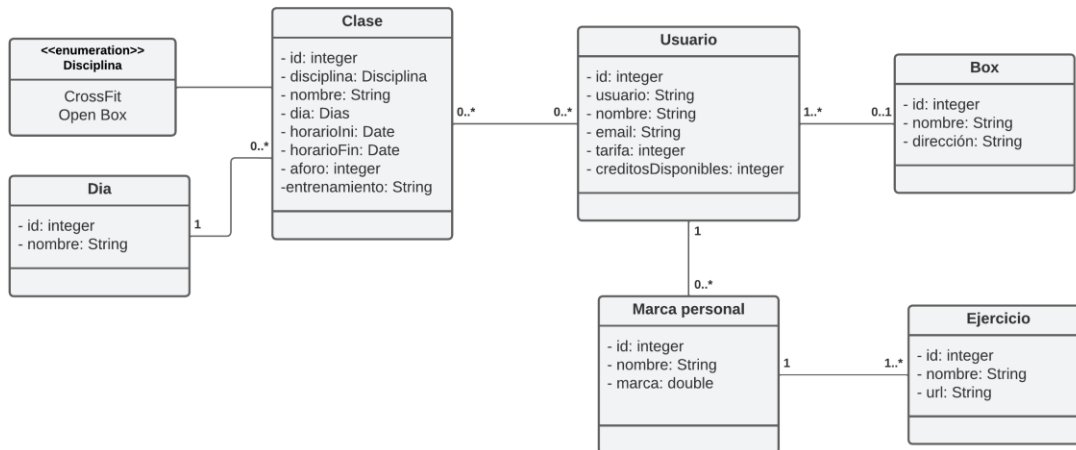 <<enumeration>>
Disciplina
CrossFit
Open Box
Clase
- id: integer
- disciplina: Disciplina
- nombre: String
- dia: Dias
- horarioIni: Date
- horarioFin: Date
- aforo: integer
-entrenamiento: String
0..*
0..*
0..*
Usuario
- id: integer
- usuario: String
- nombre: String
- email: String
- tarifa: integer
- creditosDisponibles: integer
1..*
0..1
Box
- id: integer
- nombre: String
- dirección: String
Dia
- id: integer
- nombre: String
1
1
0..*
Marca personal
- id: integer
- nombre: String
- marca: double
1
1..*
Ejercicio
- id: integer
- nombre: String
- url: String